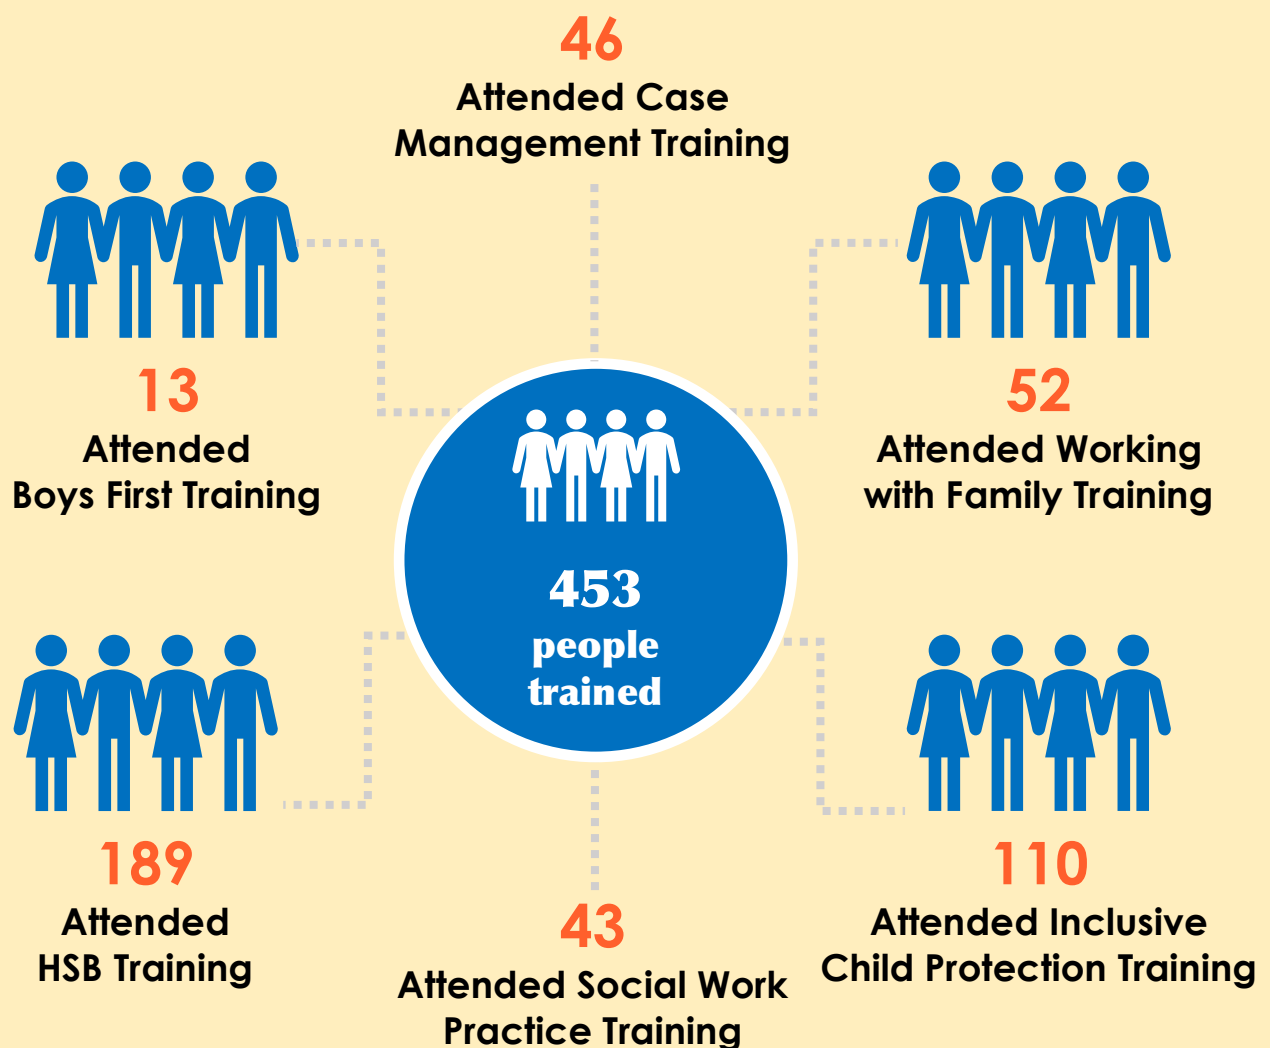 46
Attended Case
Management Training
13
Attended
Boys First Training
52
Attended Working
with Family Training
453
people
trained
189
Attended
HSB Training
43
Attended Social Work
Practice Training
110
Attended Inclusive
Child Protection Training